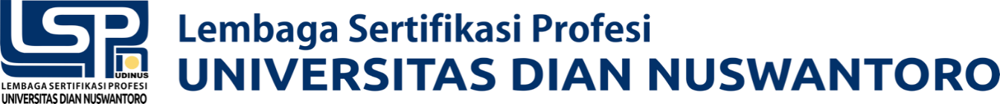 LSP
UDINUS
LEMBAGA SERTIFIKASI PROFESI
UNIVERSITAS DIAN NUSWANTORO
Lembaga Sertifikasi Profesi
UNIVERSITAS DIAN NUSWANTORO